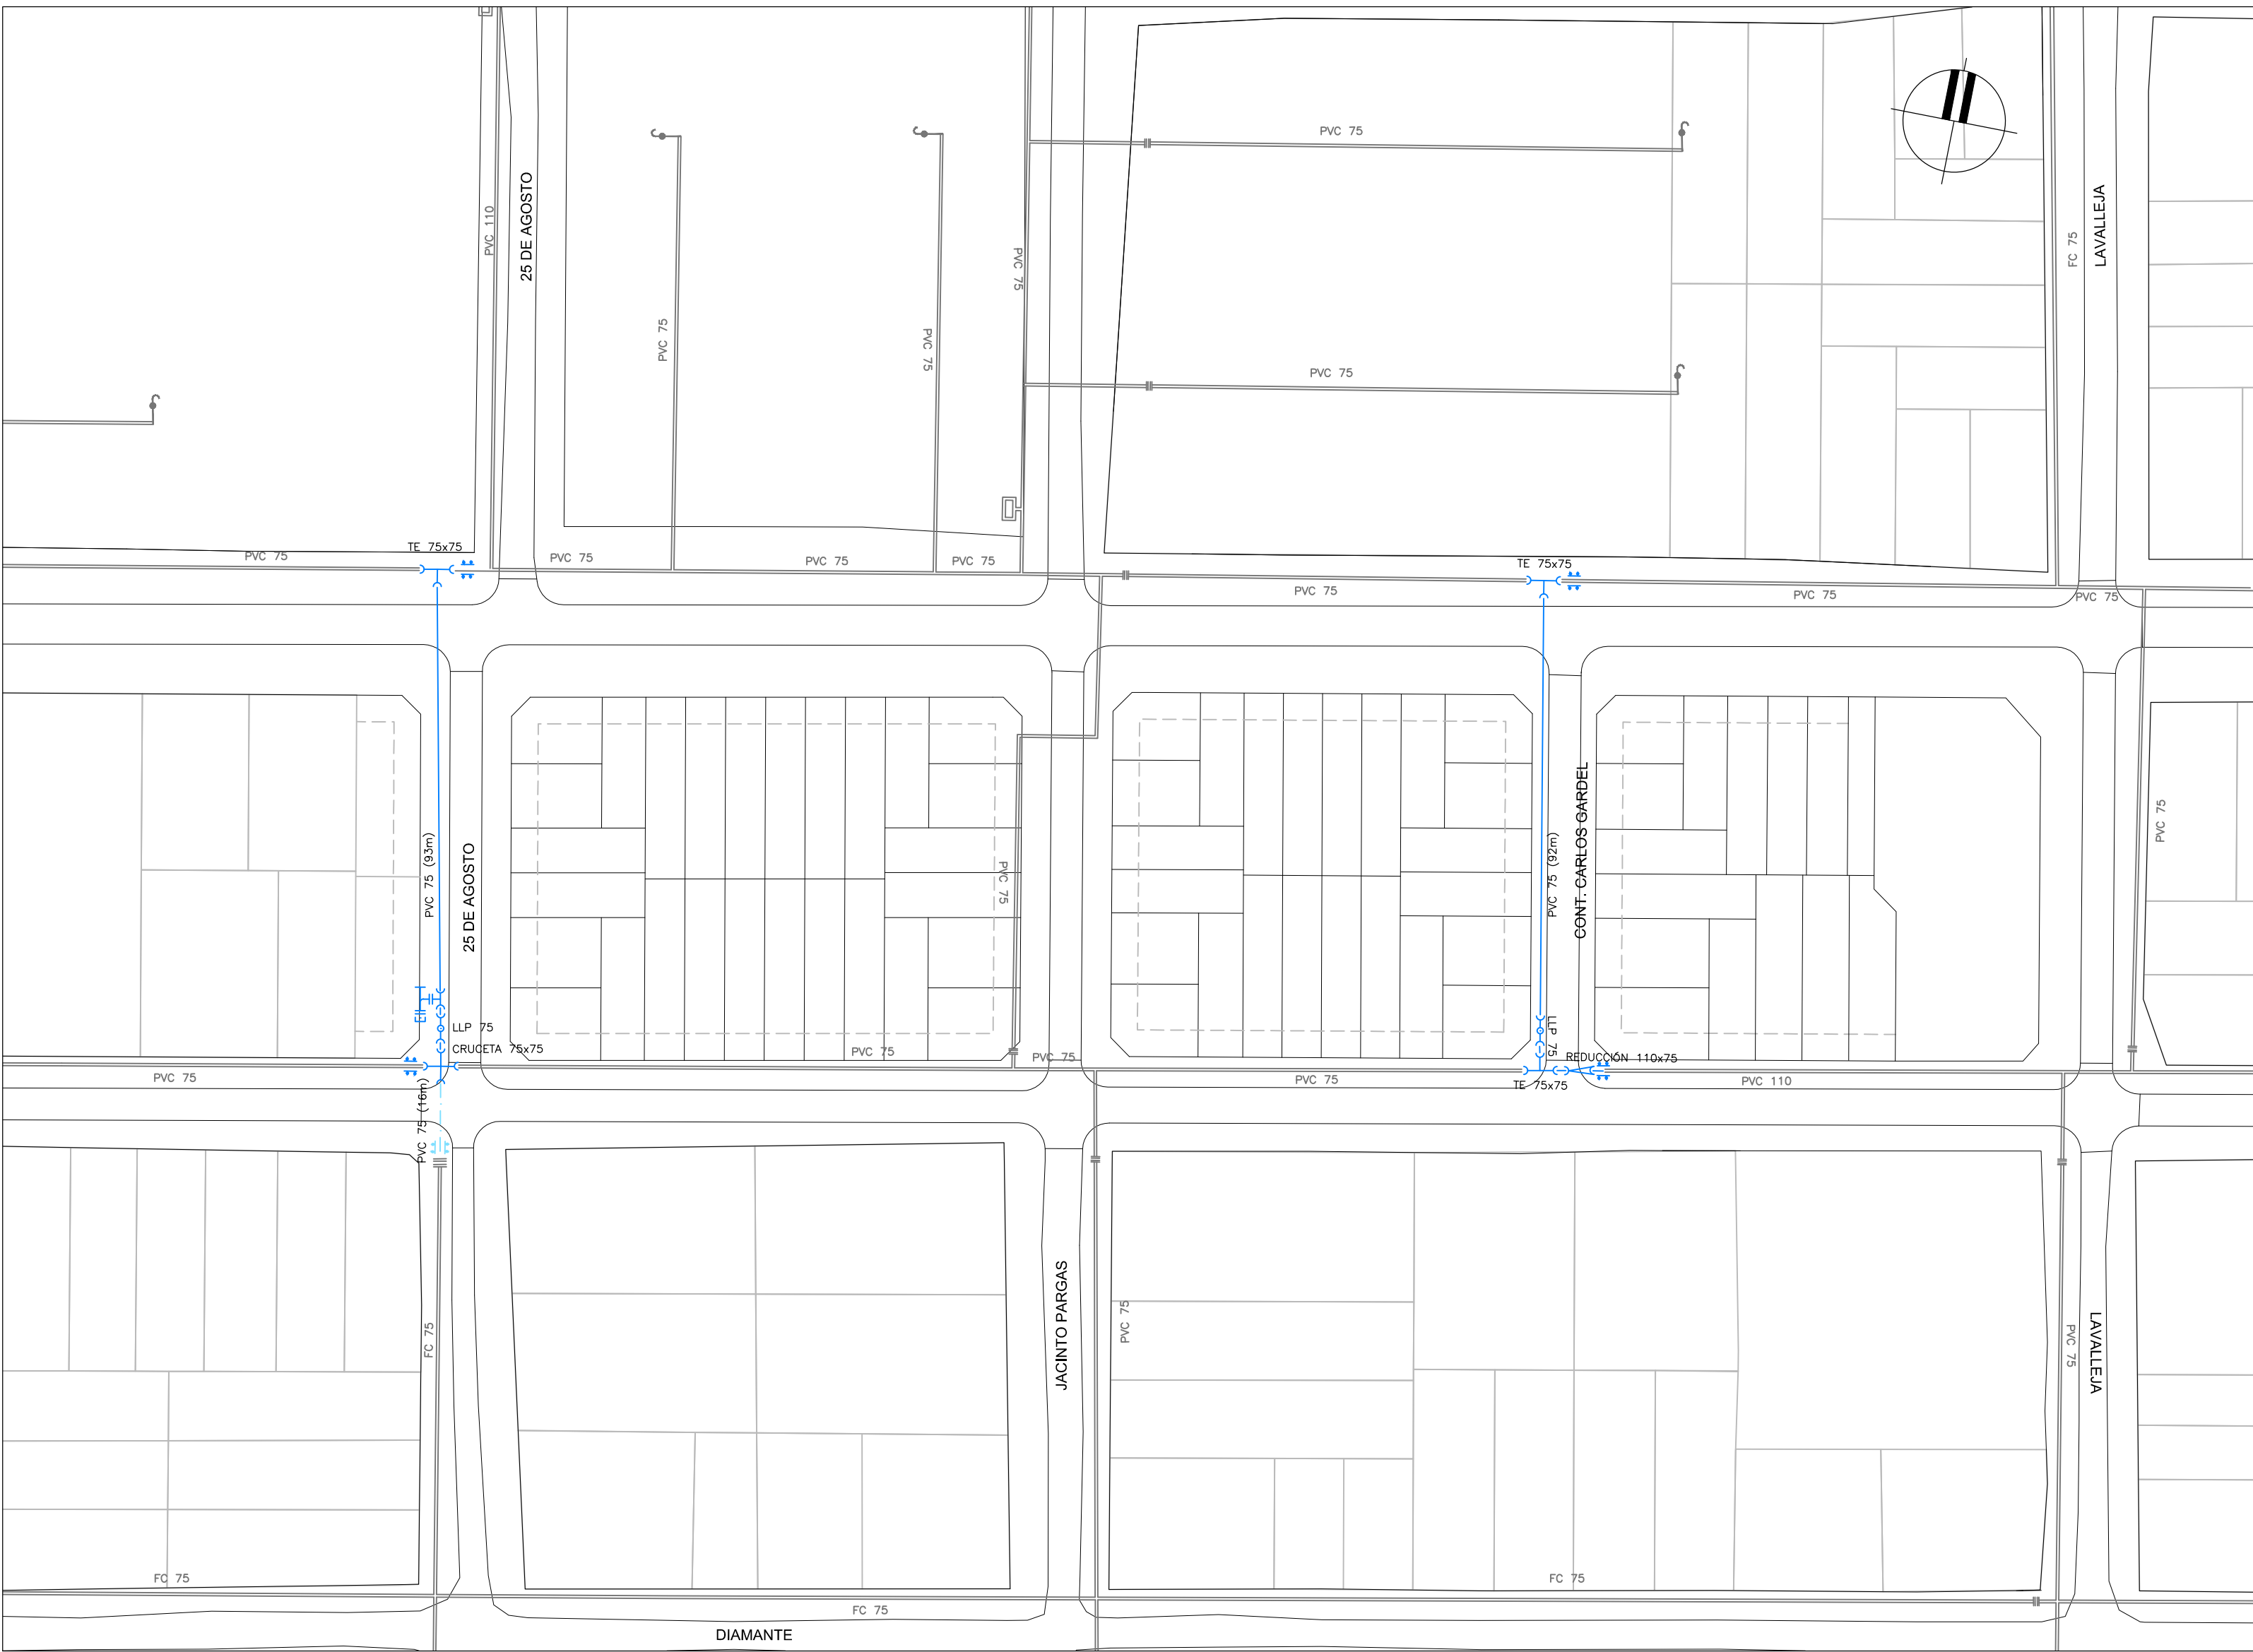 PVC 75
PVC 110
25 DE AGOSTO
PVC 75
FC 75
LAVALLEJA
PVC 75
PVC 75
PVC 75
PVC 75
TE 75x75
PVC 75
PVC 75
PVC 75
PVC 75
TE 75x75
PVC 75
PVC 75
PVC 75
PVC 75 (93m)
25 DE AGOSTO
PVC 75
PVC 75 (92m)
CONT. CARLOS GARDEL
PVC 75
LLP 75
CRUCETA 75x75
PVC 75
PVC 75
LLP 75
REDUCCIÓN 110x75
PVC 75
PVC 75
TE 75x75
PVC 110
PVC 75 (16m)
FC 75
JACINTO PARGAS
PVC 75
PVC 75
LAVALLEJA
FC 75
FC 75
FC 75
DIAMANTE